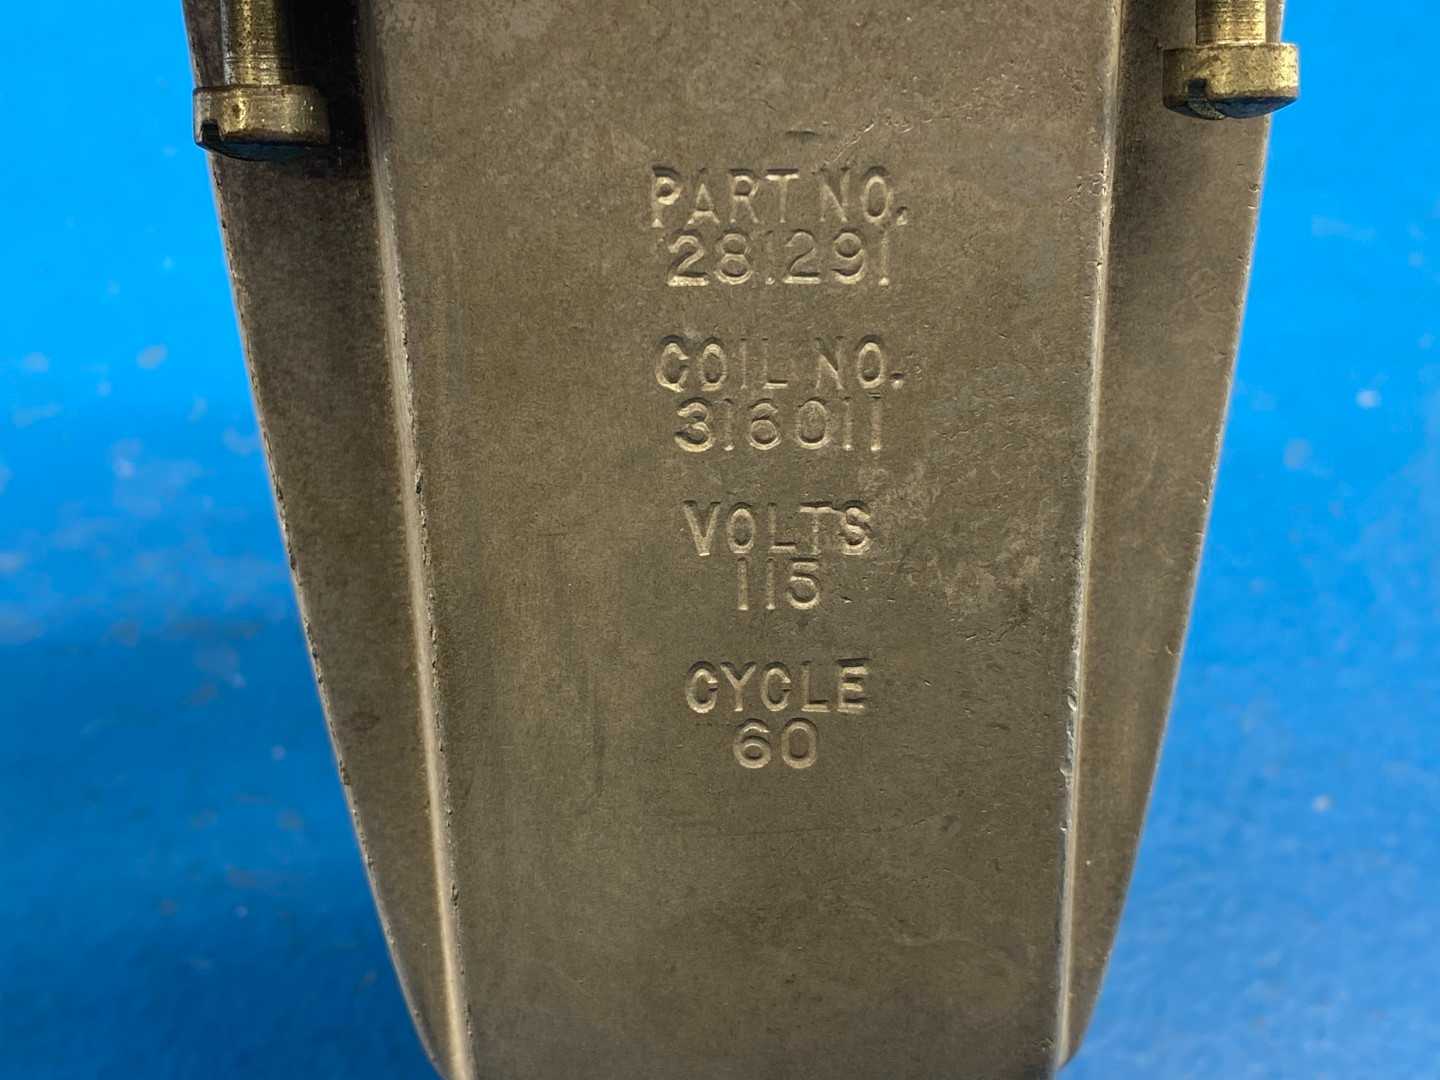 PART NO.
281291
COIL NO.
316011
VOLTS
115
CYCLE
60